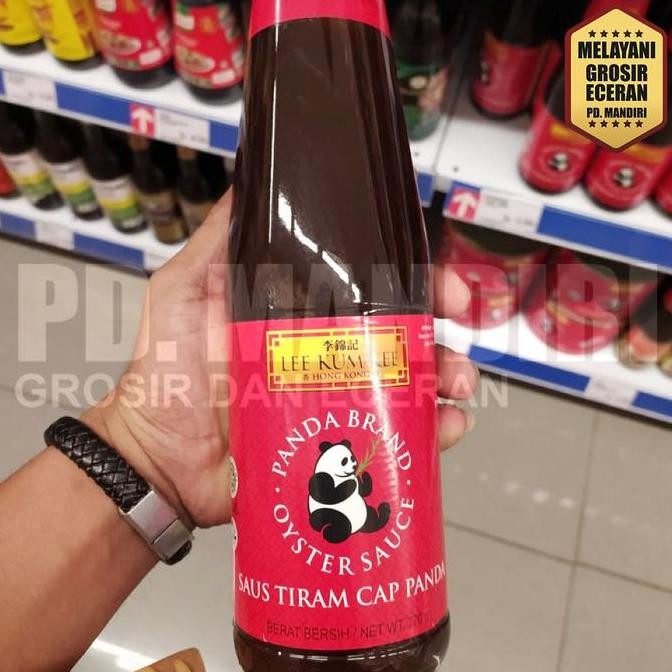 MELAYANI
GROSIR
ECERAN
PD. MANDIRI
PD. MANDIRI
GROSIR DAN ECERAN
李錦記
LEE KUM KEE
HONG KONG
PANDA BRAND
OYSTER SAUCE
SAUS TIRAM CAP PANDA
BERAT BERSIH / NET WT. 770